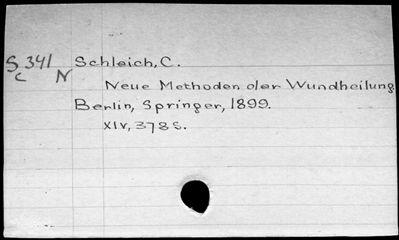 S 341 Schleich, C.
C N
Neue Methoden der Wundheilung.
Berlin, Springer, 1899.
XIV, 378 S.